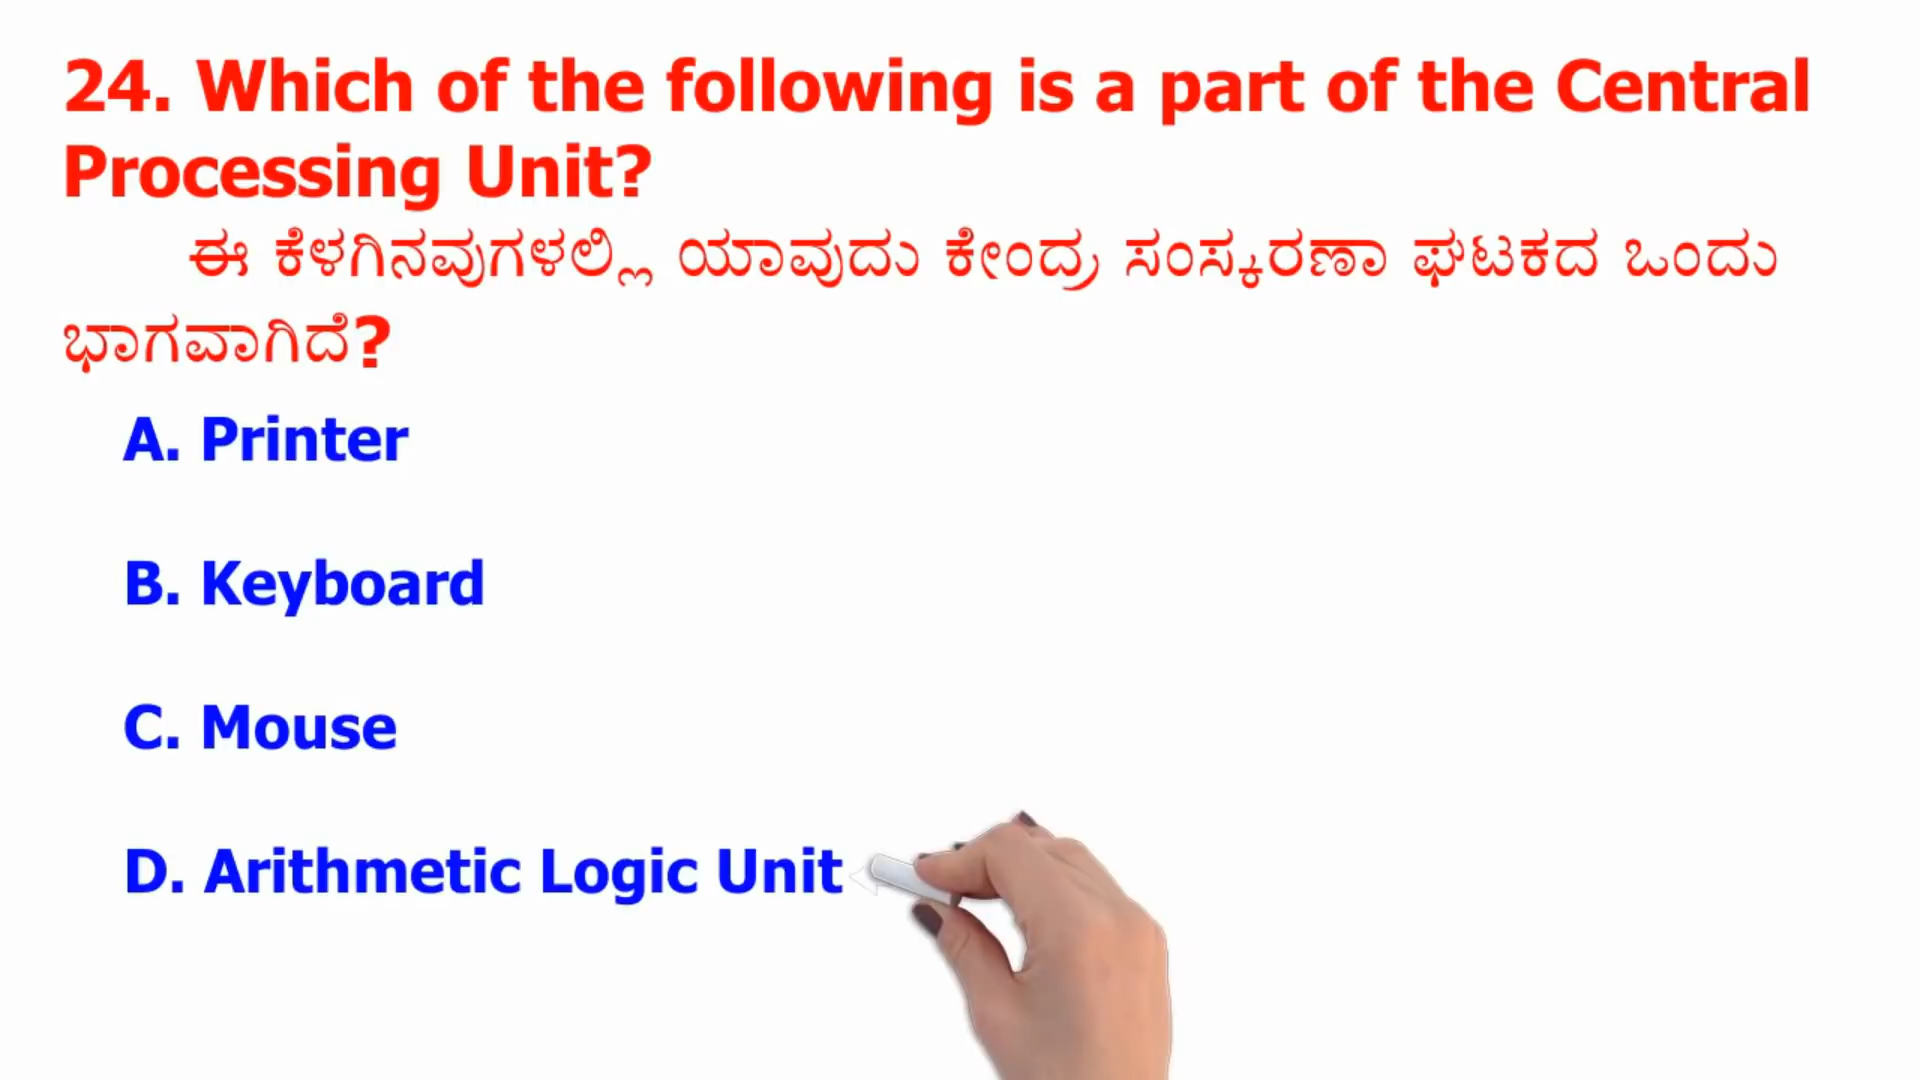 24. Which of the following is a part of the Central
Processing Unit?
ಈ ಕೆಳಗಿನವುಗಳಲ್ಲಿ ಯಾವುದು ಕೇಂದ್ರ ಸಂಸ್ಕರಣಾ ಘಟಕದ ಒಂದು
ಭಾಗವಾಗಿದೆ?
A. Printer
B. Keyboard
C. Mouse
D. Arithmetic Logic Unit